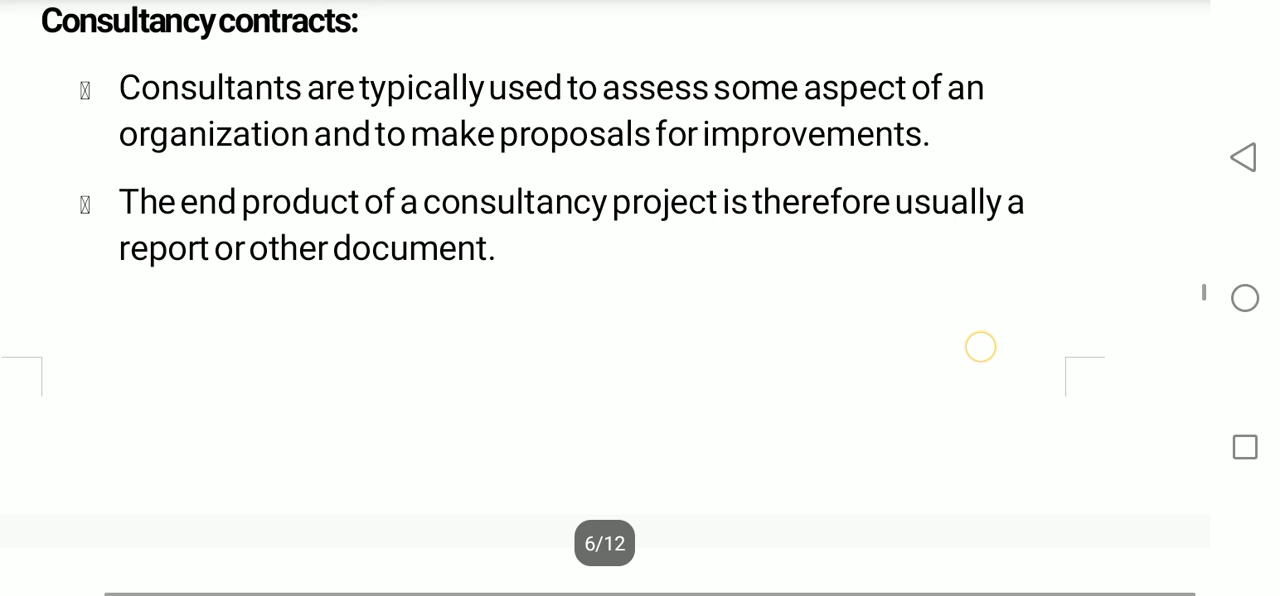 Consultancy contracts:
Consultants are typically used to assess some aspect of an
organization and to make proposals for improvements.
The end product of a consultancy project is therefore usually a
report or other document.
6/12